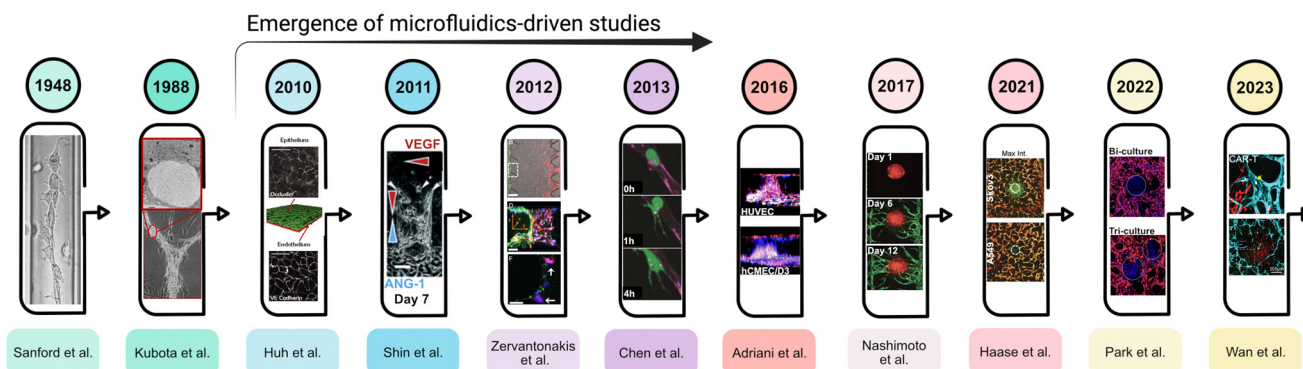 Emergence of microfluidics-driven studies
1948
1988
2010
2011
2012
2013
2016
2017
2021
2022
2023
Epithelium
Occludin
Endothelium
VE Cadherin
VEGF
ANG-1
Day 7
D
F
0h
1h
4h
HUVEC
hCMEC/D3
Day 1
Day 6
Day 12
Max Int.
Skov3
A549
Bi-culture
Tri-culture
CAR-T
Sanford et al.
Kubota et al.
Huh et al.
Shin et al.
Zervantonakis
et al.
Chen et al.
Adriani et al.
Nashimoto
et al.
Haase et al.
Park et al.
Wan et al.